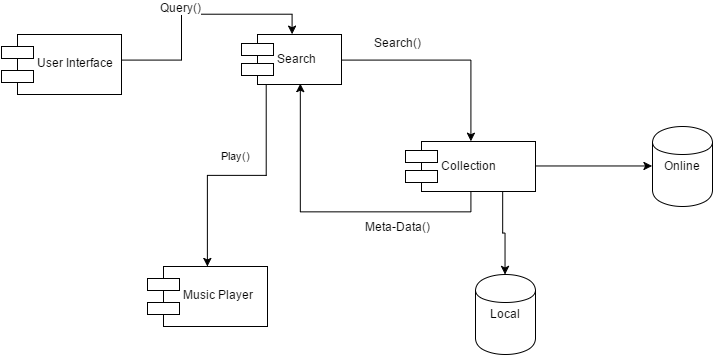 Query()
User Interface
Search
Search()
Play()
Collection
Online
Meta-Data()
Music Player
Local